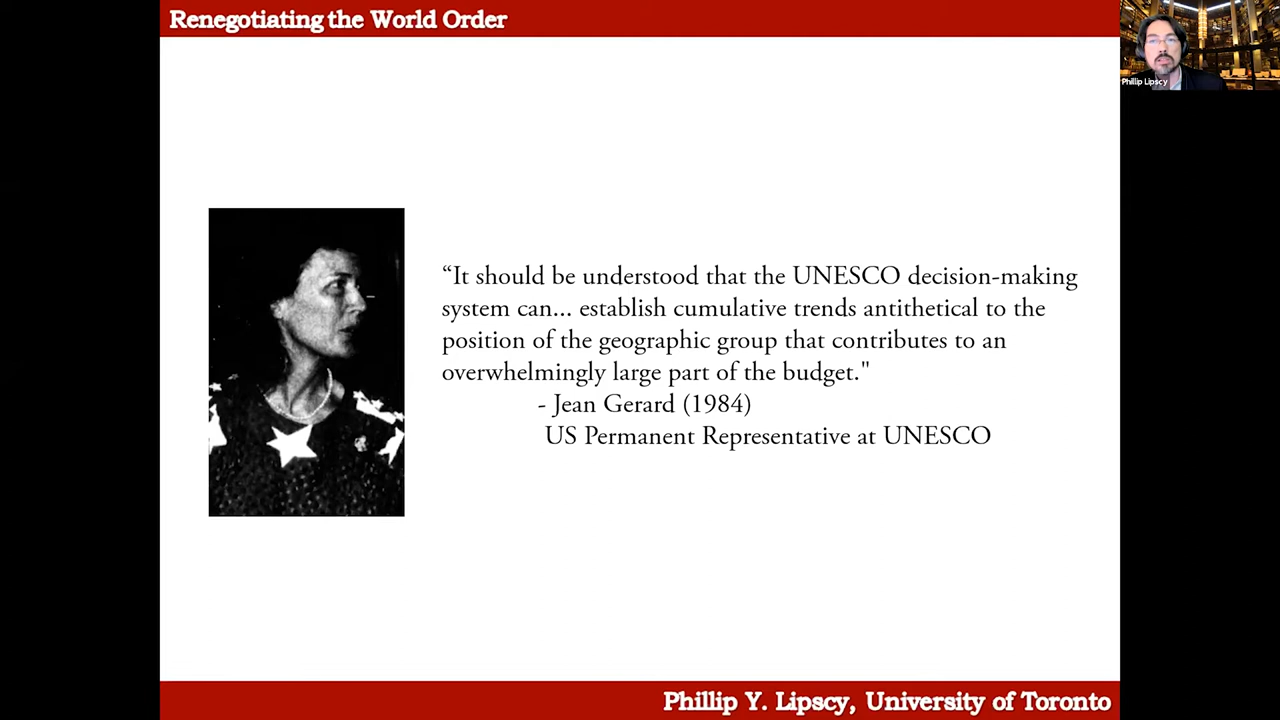 Renegotiating the World Order
Phillip Lipscy
“It should be understood that the UNESCO decision-making
system can... establish cumulative trends antithetical to the
position of the geographic group that contributes to an
overwhelmingly large part of the budget."
- Jean Gerard (1984)
US Permanent Representative at UNESCO
Phillip Y. Lipscy, University of Toronto